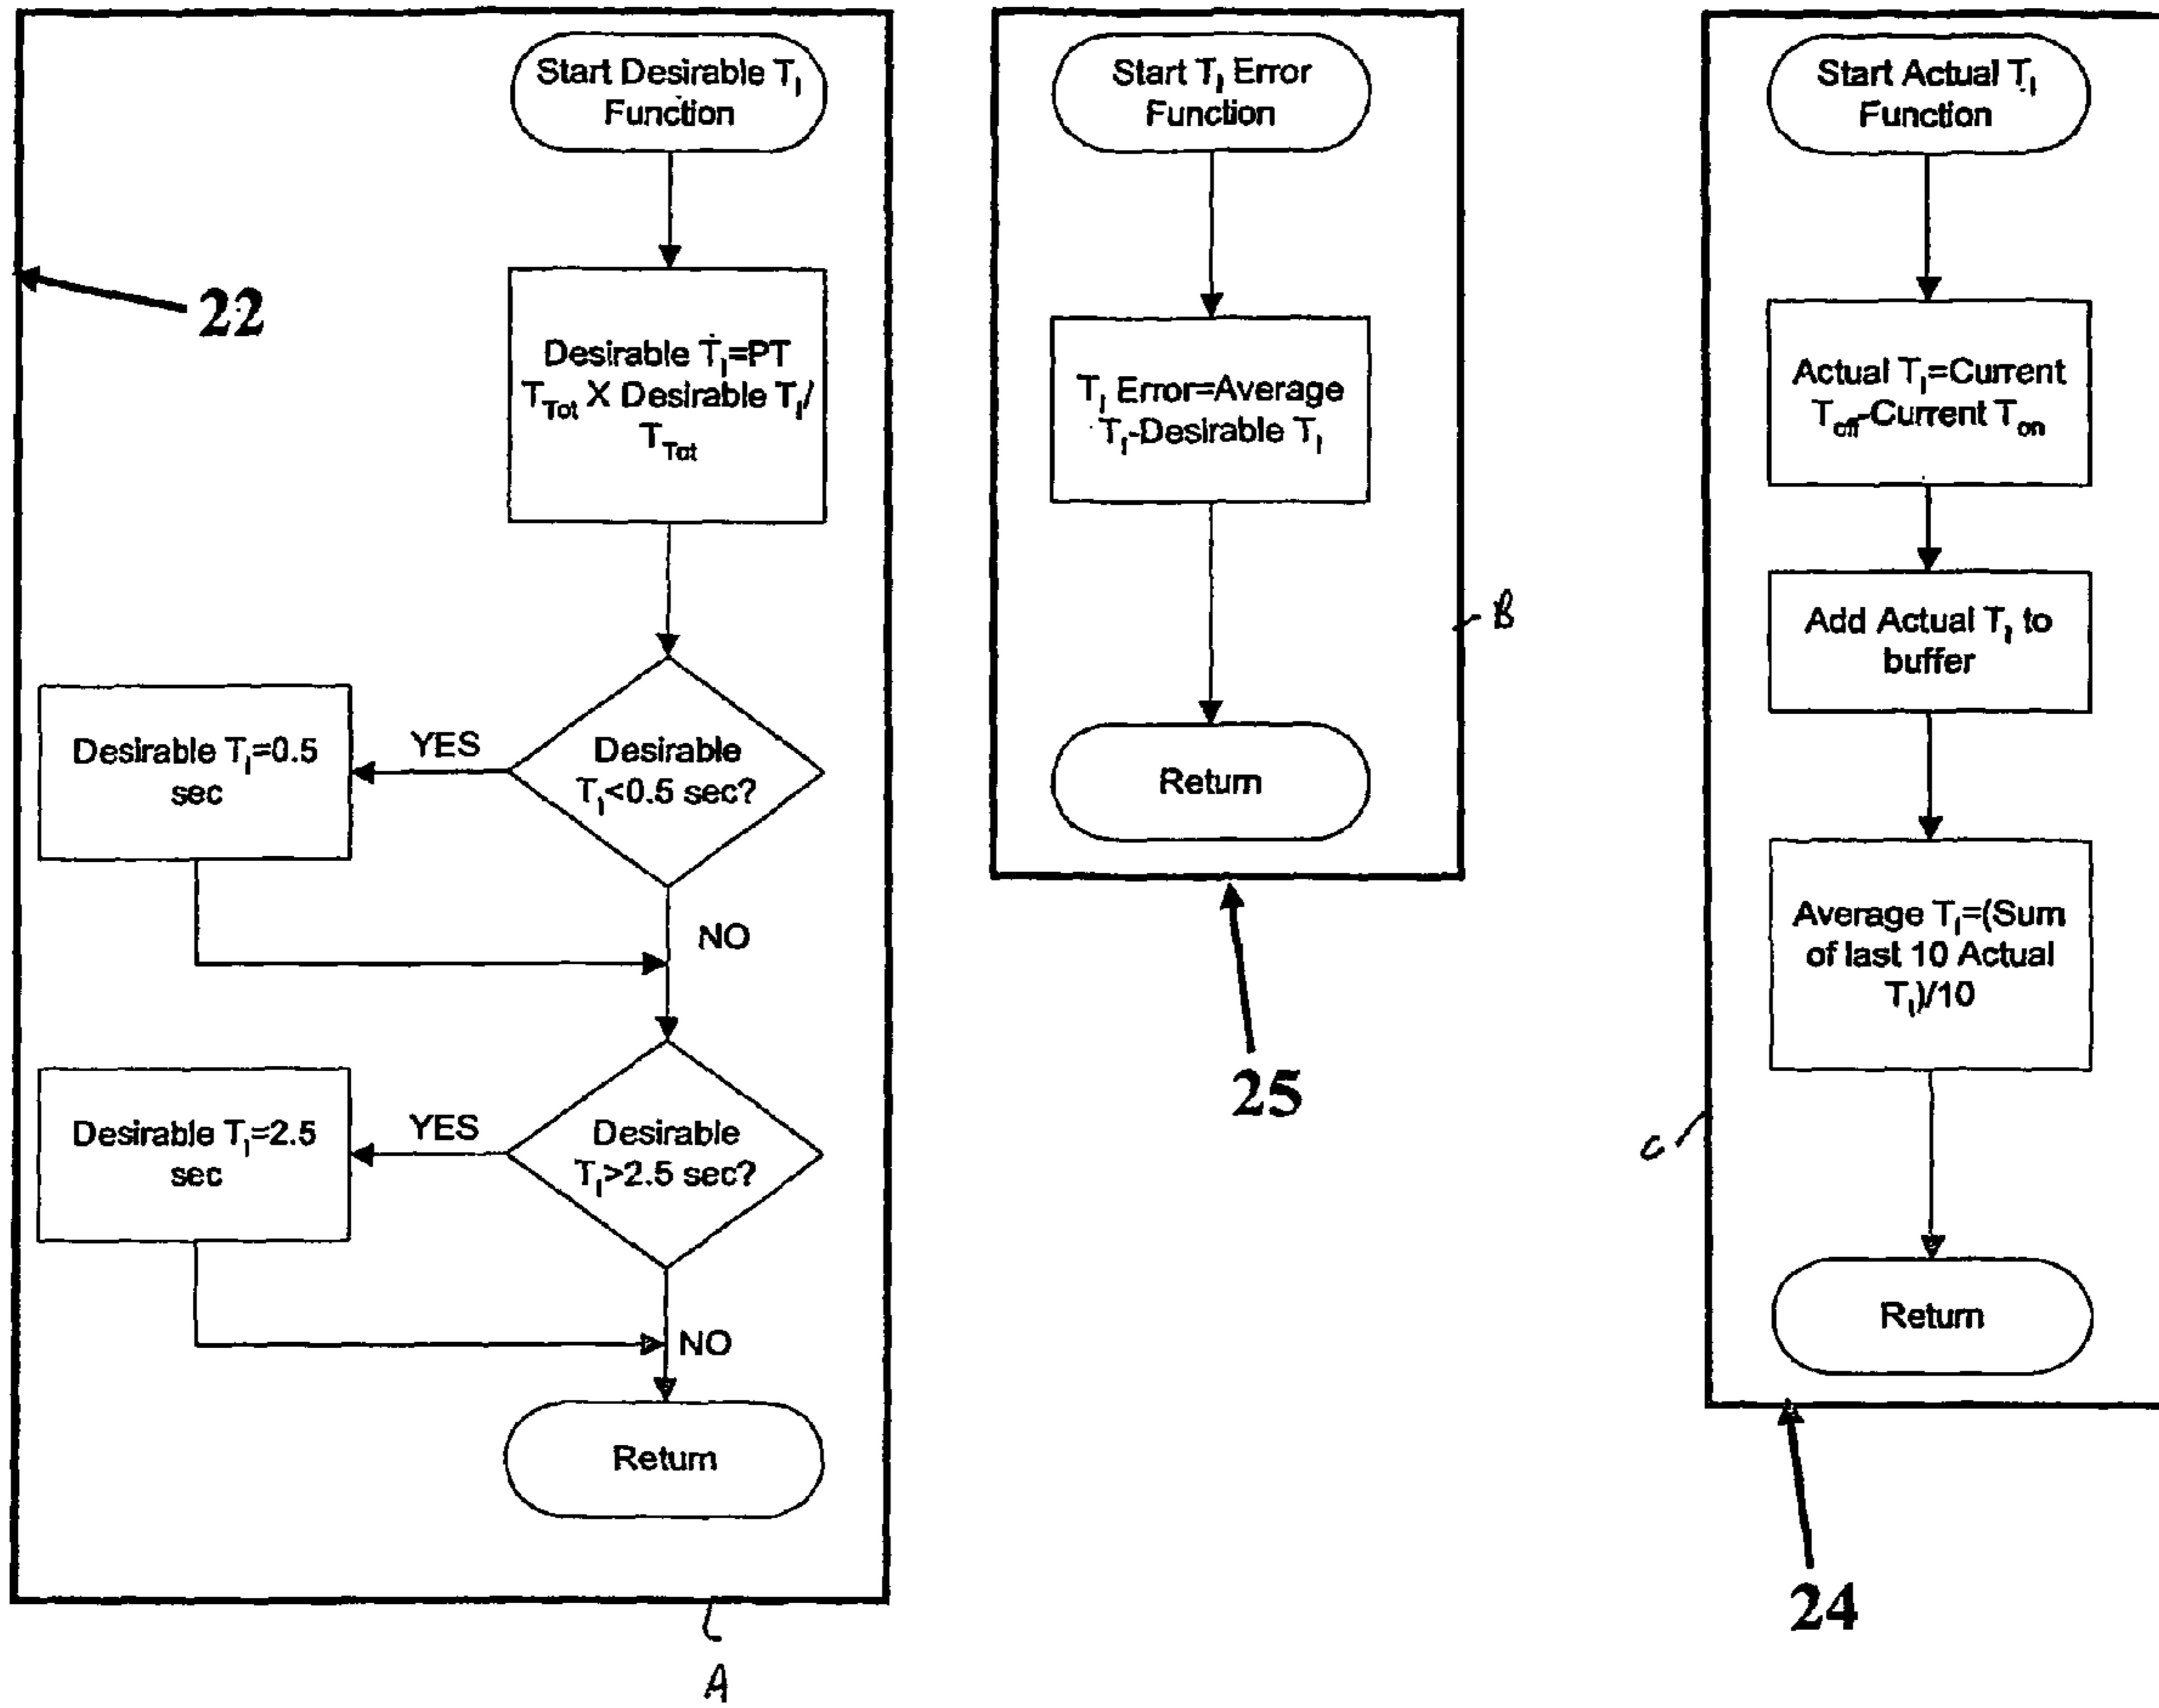 Start Desirable T_I
Function
22
Desirable T_I=PT
T_Tot X Desirable T_I/
T_Tot
Desirable
T_I<0.5 sec?
YES
Desirable T_I=0.5
sec
NO
Desirable
T_I>2.5 sec?
YES
Desirable T_I=2.5
sec
NO
Return
A
Start T_I Error
Function
T_I Error=Average
T_I-Desirable T_I
Return
B
25
Start Actual T_I
Function
Actual T_I=Current
T_off-Current T_on
Add Actual T_I to
buffer
Average T_I=(Sum
of last 10 Actual
T_I)/10
Return
C
24